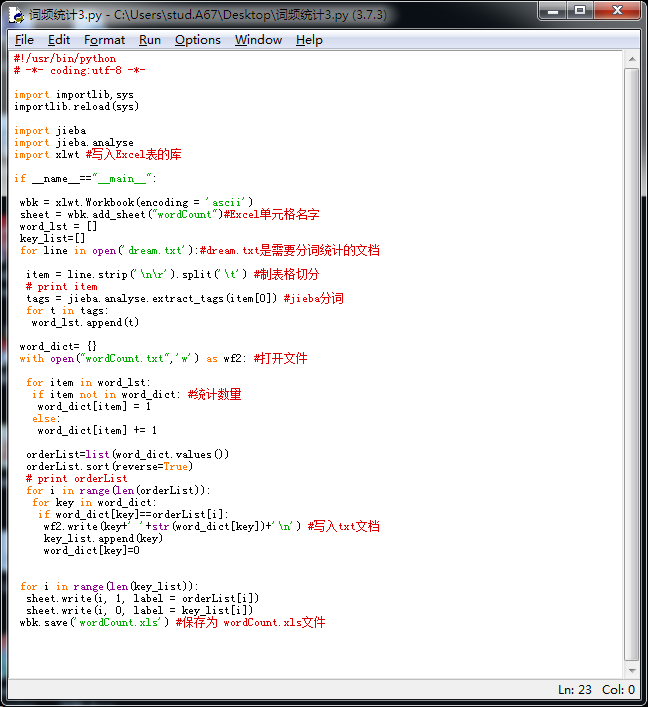 词频统计3.py - C:\Users\stud.A67\Desktop\词频统计3.py (3.7.3)
File Edit Format Run Options Window Help
#!/usr/bin/python
# -*- coding:utf-8 -*-
import importlib,sys
importlib.reload(sys)
import jieba
import jieba.analyse
import xlwt #写入Excel表的库
if __name__=="__main__":
wbk = xlwt.Workbook(encoding = 'ascii')
sheet = wbk.add_sheet("wordCount")#Excel单元格名字
word_lst = []
key_list=[]
for line in open('dream.txt'):#dream.txt是需要分词统计的文档
item = line.strip('\n\r').split('\t') #制表格切分
# print item
tags = jieba.analyse.extract_tags(item[0]) #jieba分词
for t in tags:
word_lst.append(t)
word_dict= {}
with open("wordCount.txt",'w') as wf2: #打开文件
for item in word_lst:
if item not in word_dict: #统计数量
word_dict[item] = 1
else:
word_dict[item] += 1
orderList=list(word_dict.values())
orderList.sort(reverse=True)
# print orderList
for i in range(len(orderList)):
for key in word_dict:
if word_dict[key]==orderList[i]:
wf2.write(key+' '+str(word_dict[key])+'\n') #写入txt文档
key_list.append(key)
word_dict[key]=0
for i in range(len(key_list)):
sheet.write(i, 1, label = orderList[i])
sheet.write(i, 0, label = key_list[i])
wbk.save('wordCount.xls') #保存为 wordCount.xls文件
Ln: 23 Col: 0